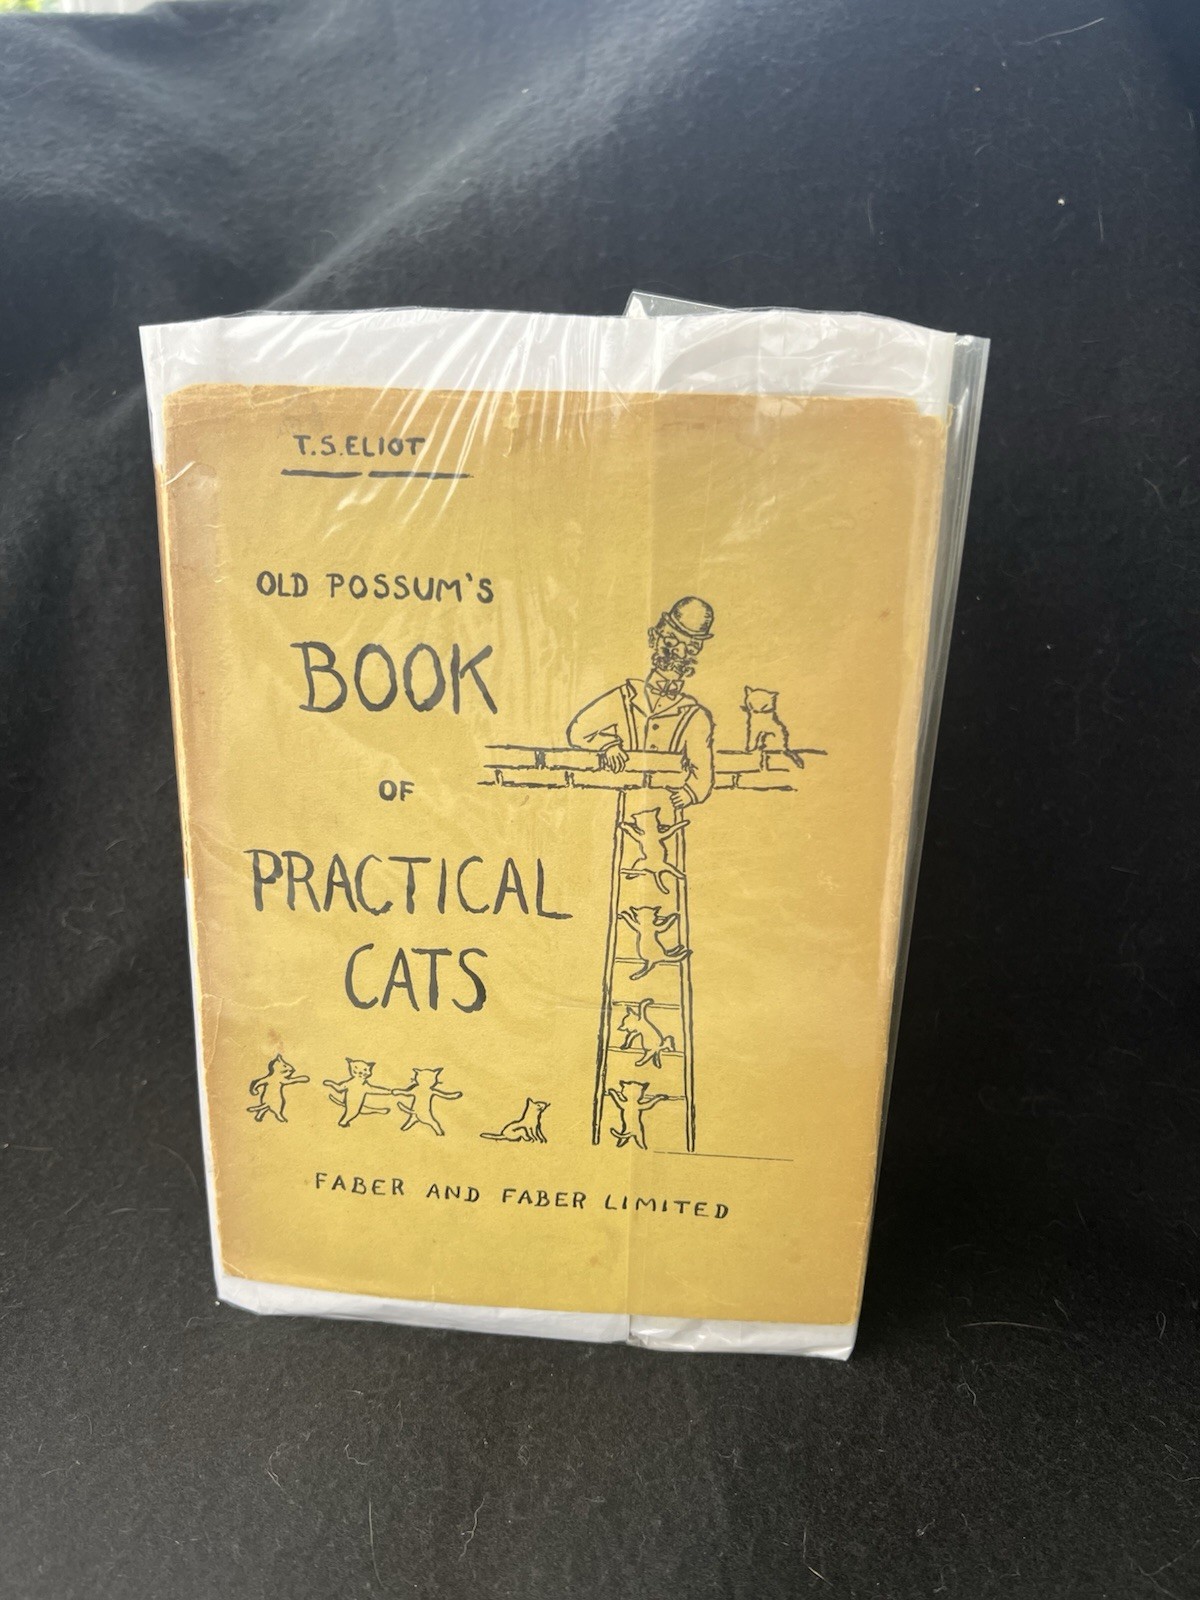 T.S.ELIOT
OLD POSSUM'S
BOOK
OF
PRACTICAL
CATS
FABER AND FABER LIMITED